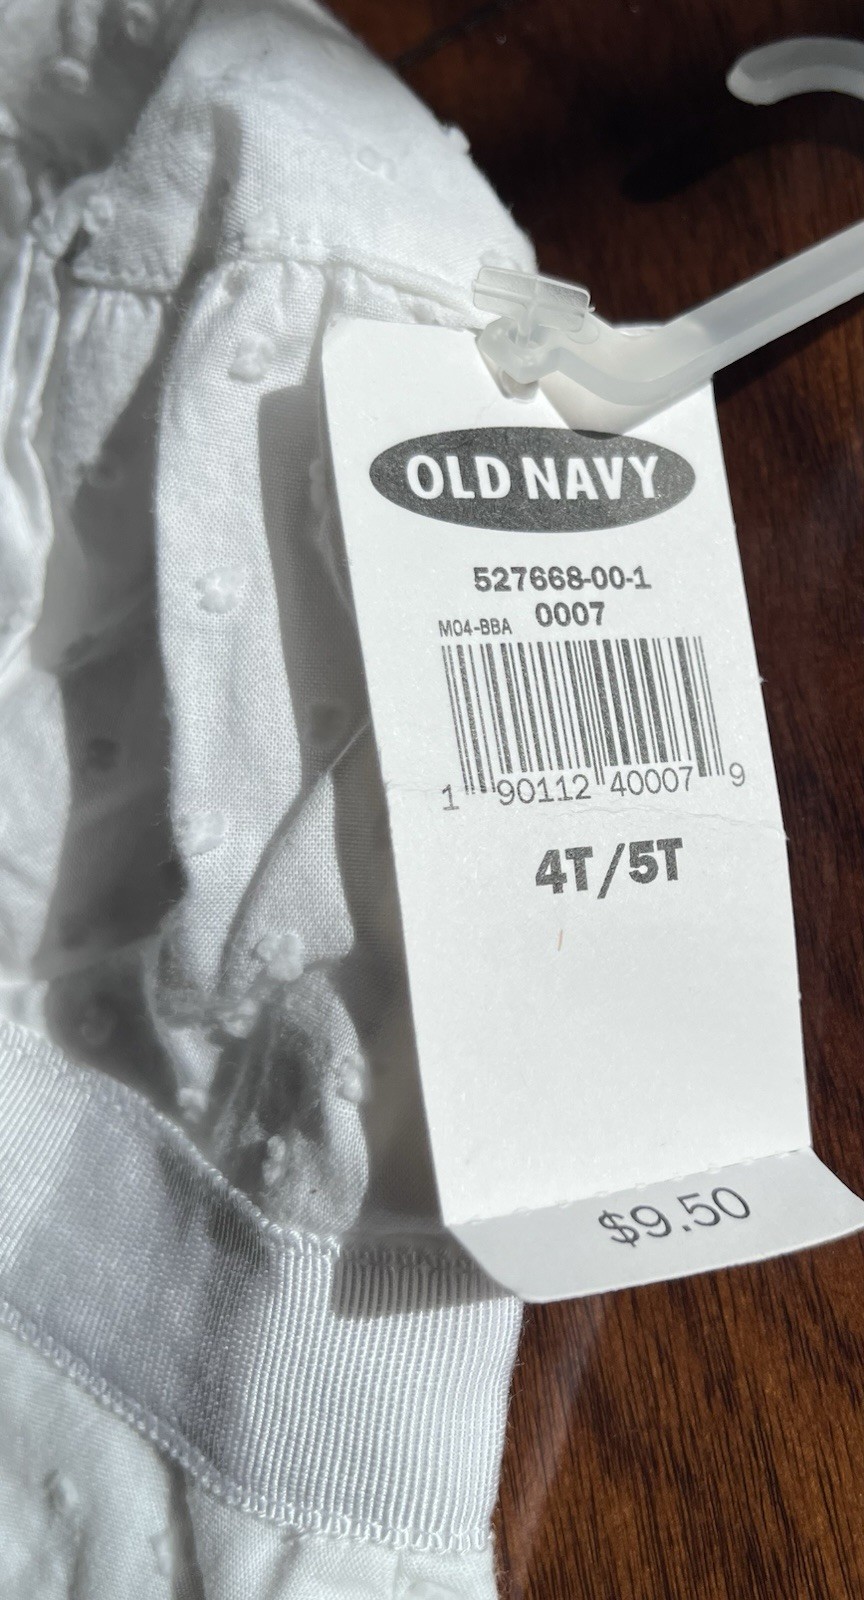 OLD NAVY
527668-00-1
0007
M04-BBA
1 90112 40007 9
4T/5T
$9.50